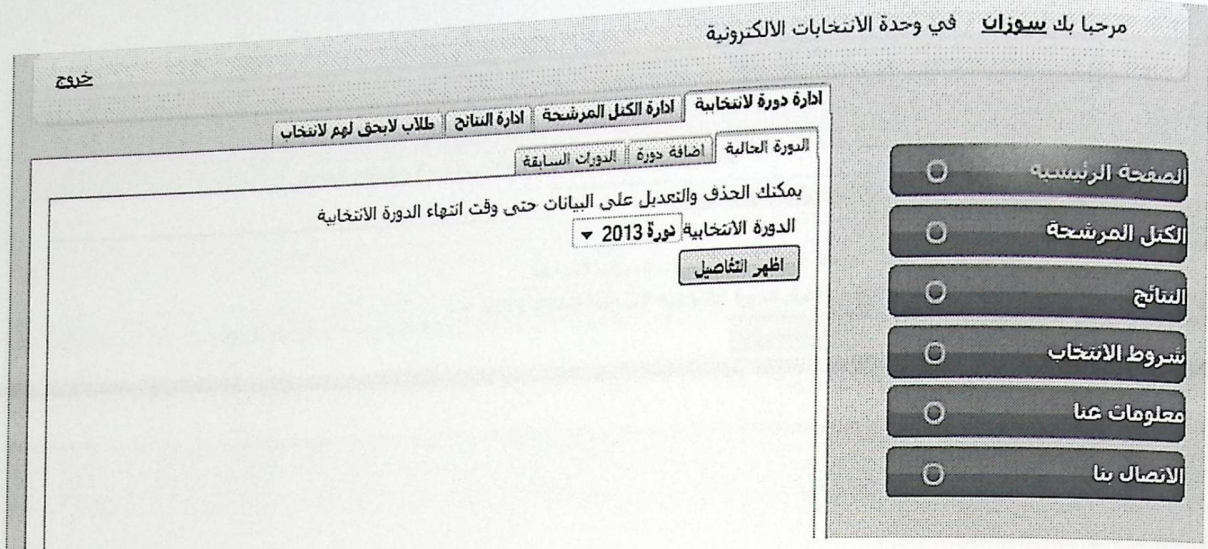 مرحبا بك سوزان في وحدة الانتخابات الالكترونية
خروج
ادارة دورة لانتخابية ادارة الكتل المرشحة ادارة النتائج طلاب لايحق لهم لانتخاب
الدورة الحالية اضافة دورة الدورات السابقة
يمكنك الحذف والتعديل على البيانات حتى وقت انتهاء الدورة الانتخابية
الدورة الانتخابية دورة 2013
اظهر التفاصيل
الصفحة الرئيسية
الكتل المرشحة
النتائج
شروط الانتخاب
معلومات عنا
الاتصال بنا